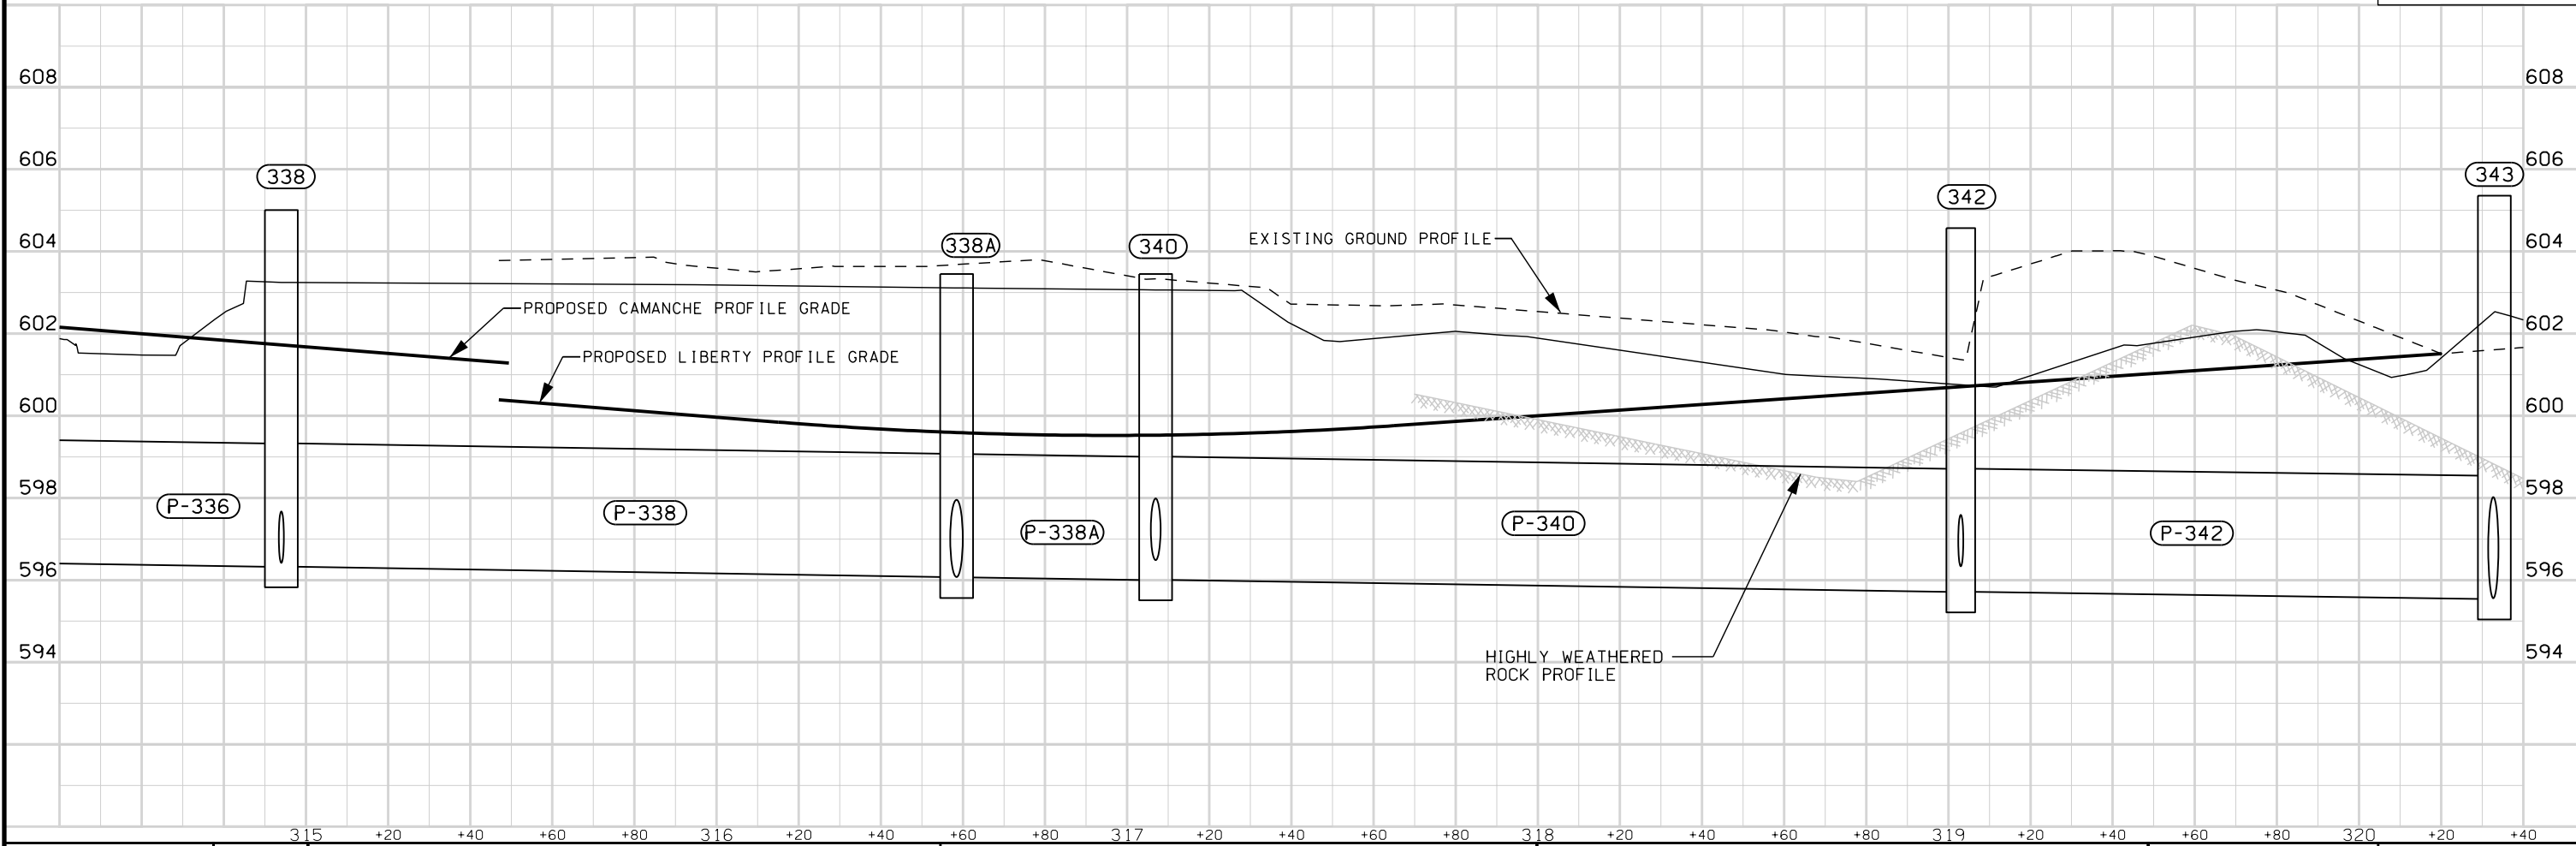 608 608
606 606
338 343
342
604 338A 340 EXISTING GROUND PROFILE 604
PROPOSED CAMANCHE PROFILE GRADE
602 602
PROPOSED LIBERTY PROFILE GRADE
600 600
598 598
P-336 P-338 P-338A P-340 P-342
596 596
594 594
HIGHLY WEATHERED
ROCK PROFILE
315 +20 +40 +60 +80 316 +20 +40 +60 +80 317 +20 +40 +60 +80 318 +20 +40 +60 +80 319 +20 +40 +60 +80 320 +20 +40